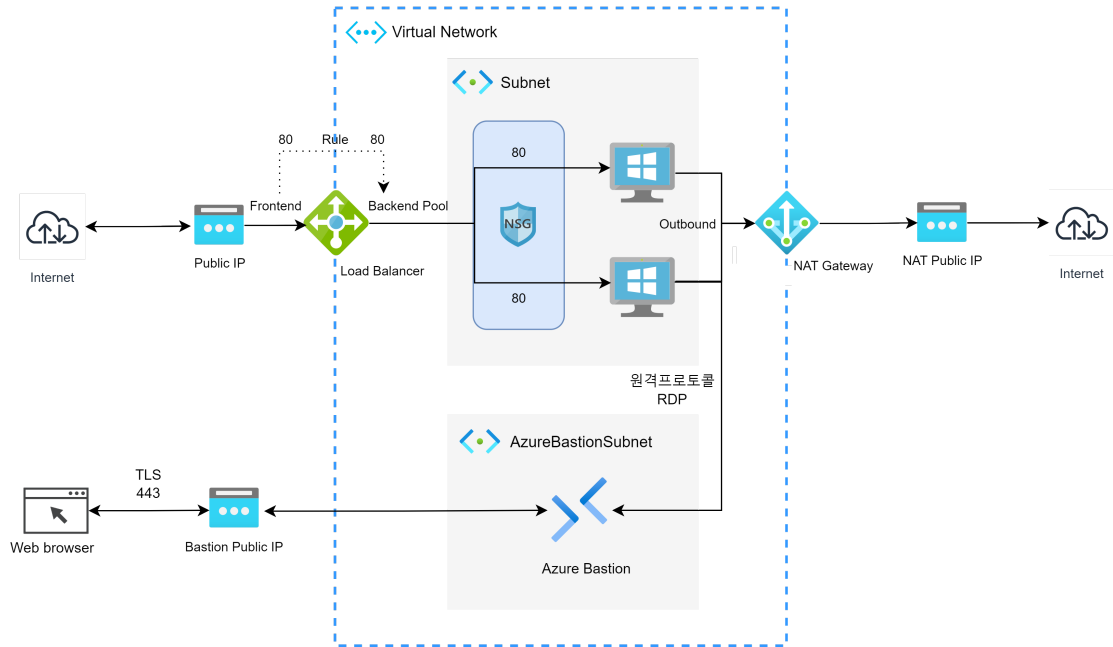 Virtual Network
Subnet
80
Rule
80
80
Frontend
Backend Pool
NSG
Outbound
Internet
Public IP
Load Balancer
NAT Gateway
NAT Public IP
Internet
80
원격프로토콜
RDP
AzureBastionSubnet
TLS
443
Web browser
Bastion Public IP
Azure Bastion